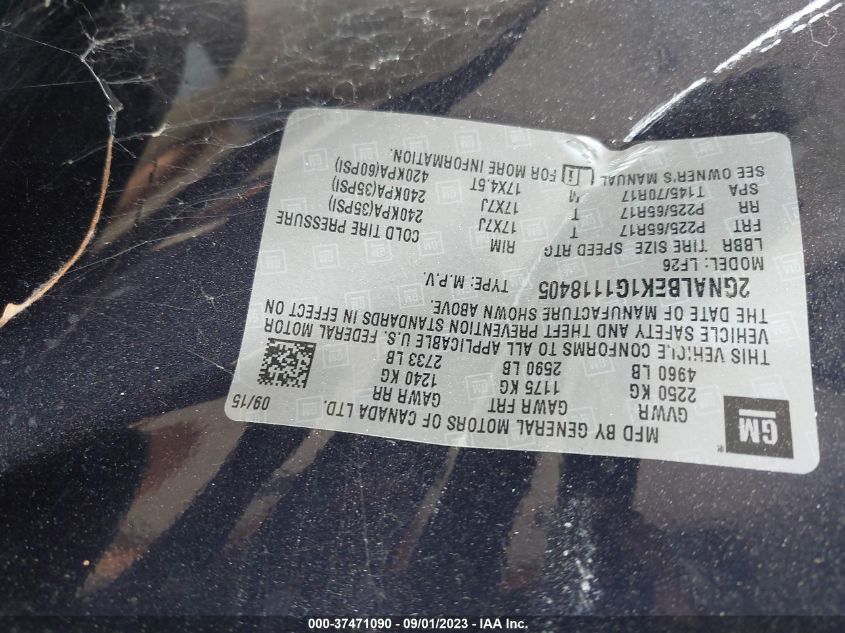 GM
MFD BY GENERAL MOTORS OF CANADA LTD.
09/15
GVWR GAWR FRT GAWR RR
2250 KG 1175 KG 1240 KG
4960 LB 2590 LB 2733 LB
THIS VEHICLE CONFORMS TO ALL APPLICABLE U.S. FEDERAL MOTOR
VEHICLE SAFETY AND THEFT PREVENTION STANDARDS IN EFFECT ON
THE DATE OF MANUFACTURE SHOWN ABOVE.
2GNALBEK1G1118405 TYPE: M.P.V.
MODEL: LF26
LBBR TIRE SIZE SPEED RTG RIM COLD TIRE PRESSURE
FRT P225/65R17 T 17X7J 240KPA(35PSI)
RR P225/65R17 T 17X7J 240KPA(35PSI)
SPA T145/70R17 M 17X4.5T 420KPA(60PSI)
SEE OWNER'S MANUAL FOR MORE INFORMATION.
000-37471090 - 09/01/2023 - IAA Inc.